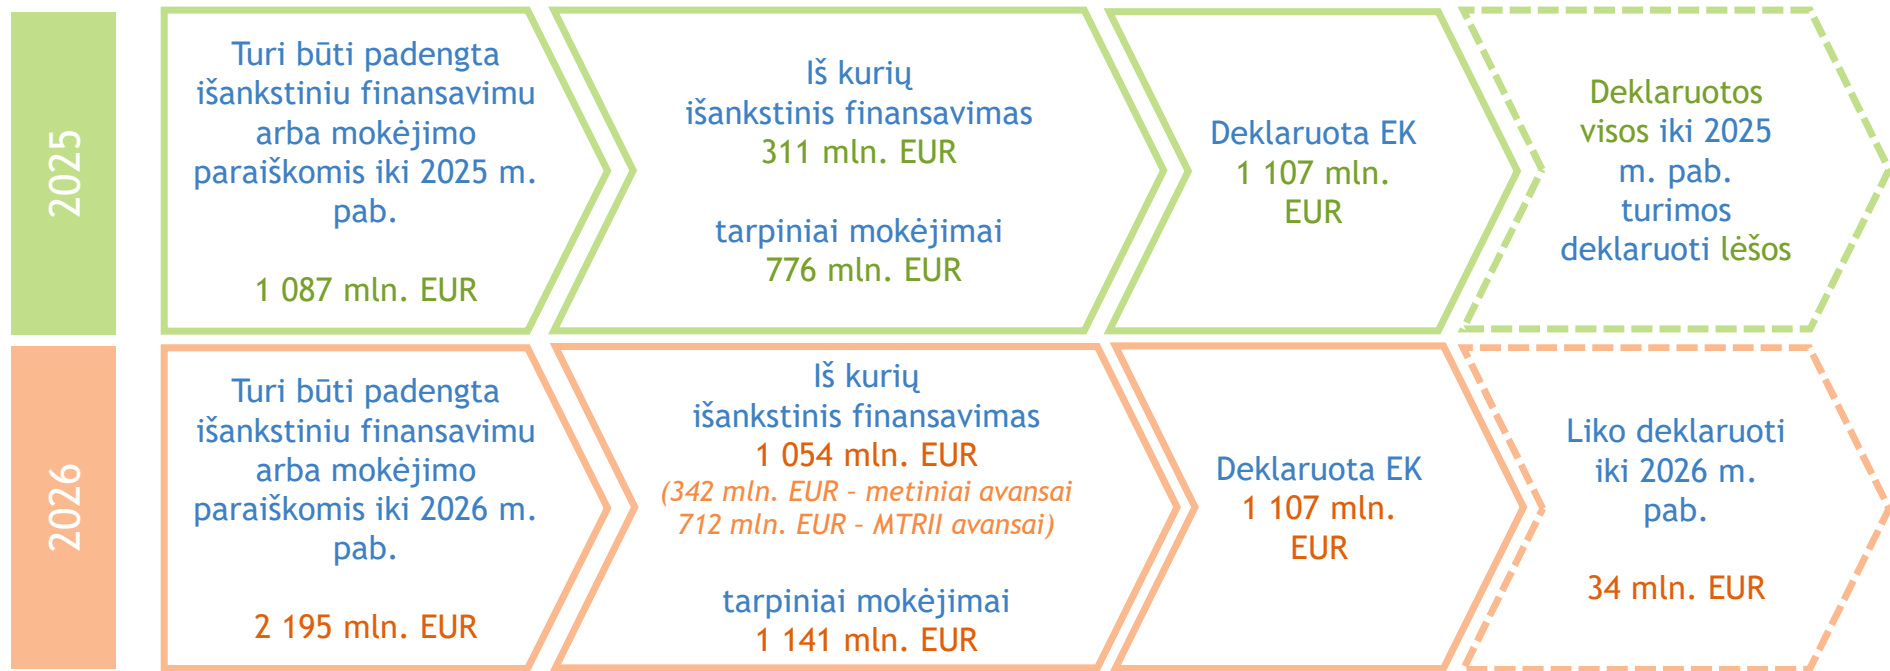 2025
Turi būti padengta
išankstiniu finansavimu
arba mokėjimo
paraiškomis iki 2025 m.
pab.
1 087 mln. EUR
Iš kurių
išankstinis finansavimas
311 mln. EUR
tarpiniai mokėjimai
776 mln. EUR
Deklaruota EK
1 107 mln.
EUR
Deklaruotos
visos iki 2025
m. pab.
turimos
deklaruoti lėšos
2026
Turi būti padengta
išankstiniu finansavimu
arba mokėjimo
paraiškomis iki 2026 m.
pab.
2 195 mln. EUR
Iš kurių
išankstinis finansavimas
1 054 mln. EUR
(342 mln. EUR – metiniai avansai
712 mln. EUR – MTRII avansai)
tarpiniai mokėjimai
1 141 mln. EUR
Deklaruota EK
1 107 mln.
EUR
Liko deklaruoti
iki 2026 m.
pab.
34 mln. EUR